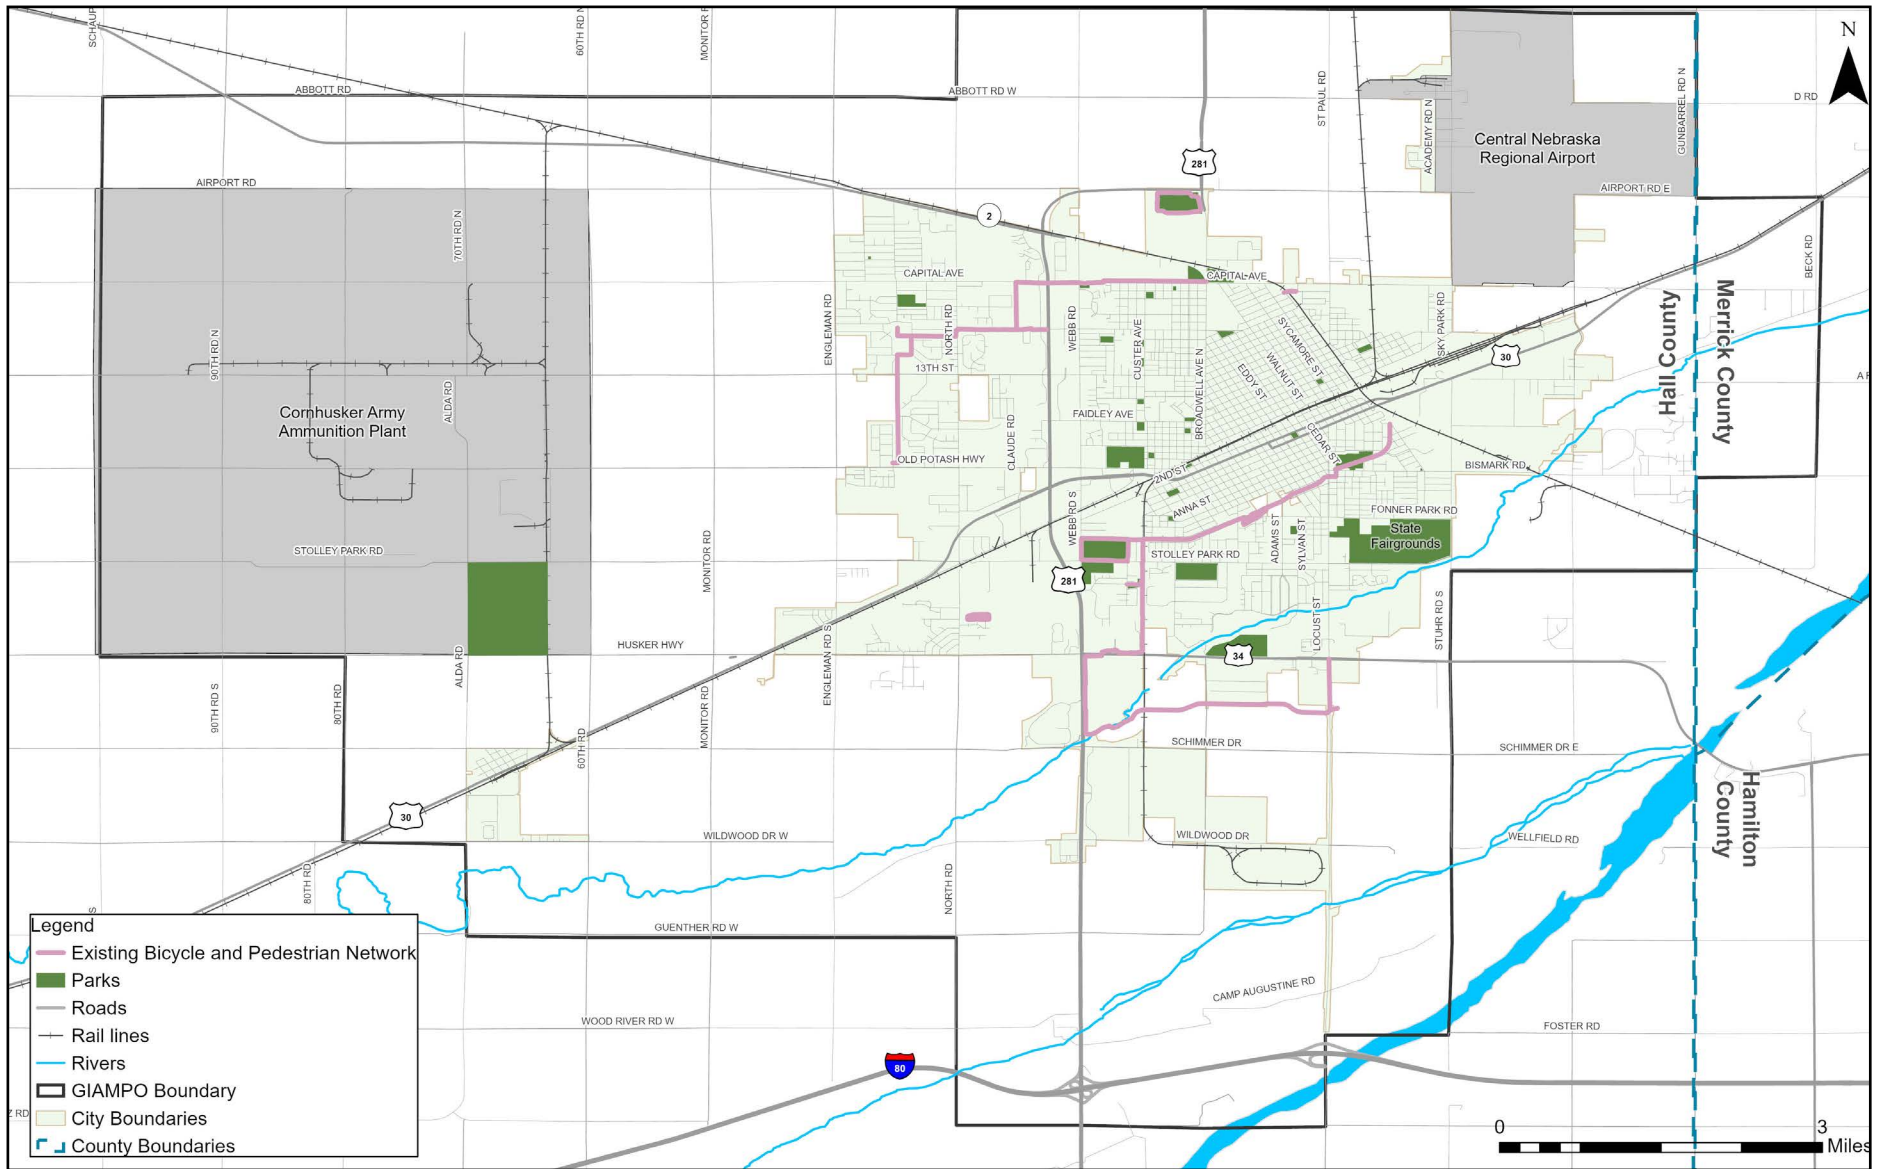 SCHAUP
60TH RD N
MONITOR R
N
ABBOTT RD
ABBOTT RD W
ST PAUL RD
ACADEMY RD N
GUNBARREL RD N
D RD
281
Central Nebraska
Regional Airport
AIRPORT RD
AIRPORT RD E
2
70TH RD N
BECK RD
CAPITAL AVE
CAPITAL AVE
ENGLEMAN RD
NORTH RD
WEBB RD
CUSTER AVE
SYCAMORE ST
SKY PARK RD
Hall County
Merrick County
90TH RD N
13TH ST
BROADWELL AVE N
WALNUT ST
EDDY ST
30
A R
Cornhusker Army
Ammunition Plant
ALDA RD
CLAUDE RD
FAIDLEY AVE
CEDAR ST
OLD POTASH HWY
2ND ST
BISMARK RD
WEBB RD S
ANNA ST
FONNER PARK RD
State
Fairgrounds
STOLLEY PARK RD
MONITOR RD
STOLLEY PARK RD
ADAMS ST
SYLVAN ST
281
LOCUST ST
STUHR RD S
HUSKER HWY
ENGLEMAN RD S
34
ALDA RD
90TH RD S
80TH RD
MONITOR RD
60TH RD
SCHIMMER DR
SCHIMMER DR E
Hamilton
County
30
WILDWOOD DR W
WILDWOOD DR
WELLFIELD RD
80TH RD
NORTH RD
S
GUENTHER RD W
CAMP AUGUSTINE RD
WOOD RIVER RD W
FOSTER RD
80
Z RD
Legend
Existing Bicycle and Pedestrian Network
Parks
Roads
Rail lines
Rivers
GIAMPO Boundary
City Boundaries
County Boundaries
0 3
Miles